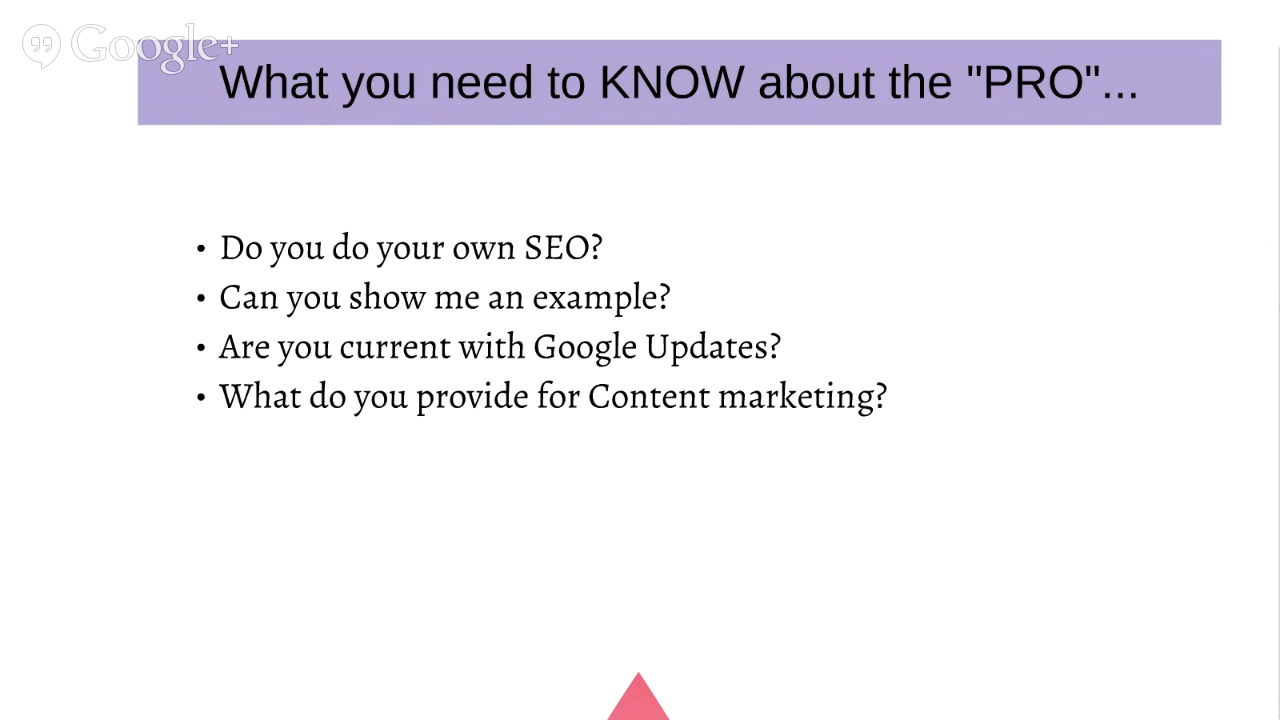 Google+
What you need to KNOW about the "PRO"...
• Do you do your own SEO?
• Can you show me an example?
• Are you current with Google Updates?
• What do you provide for Content marketing?